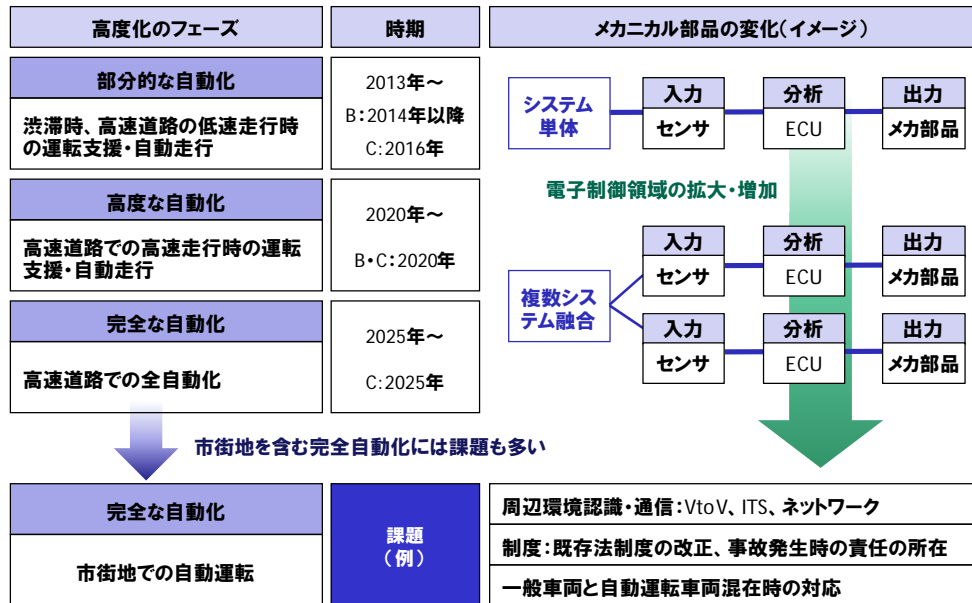 高度化のフェーズ
時期
メカニカル部品の変化(イメージ)
部分的な自動化
渋滞時、高速道路の低速走行時
の運転支援・自動走行
2013年～
B:2014年以降
C:2016年
システム
単体
入力
センサ
分析
ECU
出力
メカ部品
電子制御領域の拡大・増加
高度な自動化
高速道路での高速走行時の運転
支援・自動走行
2020年～
B・C:2020年
複数シス
テム融合
入力
センサ
分析
ECU
出力
メカ部品
入力
センサ
分析
ECU
出力
メカ部品
完全な自動化
高速道路での全自動化
2025年～
C:2025年
市街地を含む完全自動化には課題も多い
完全な自動化
市街地での自動運転
課題
(例)
周辺環境認識・通信:VtoV、ITS、ネットワーク
制度:既存法制度の改正、事故発生時の責任の所在
一般車両と自動運転車両混在時の対応